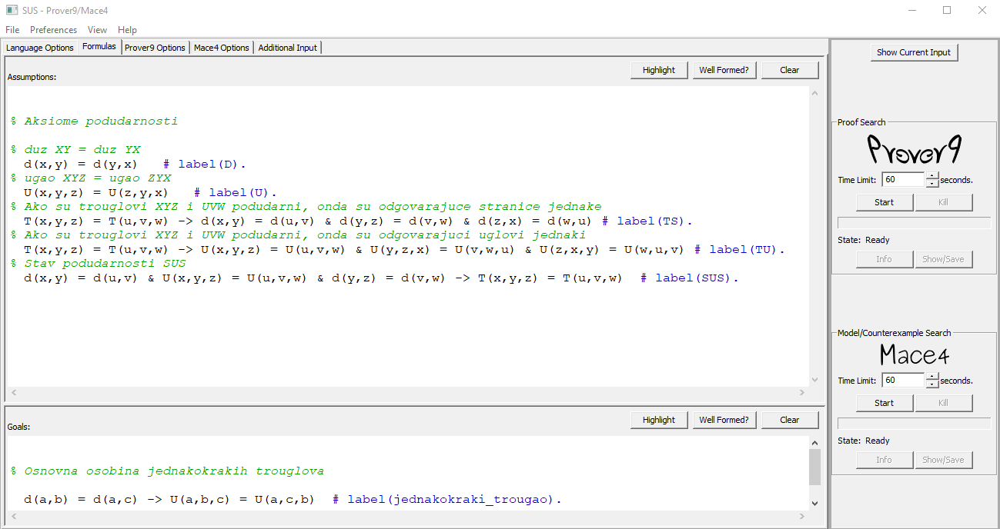 SUS - Prover9/Mace4
File Preferences View Help
Language Options Formulas Prover9 Options Mace4 Options Additional Input
Assumptions: Highlight Well Formed? Clear
% Aksiome podudarnosti
% duz XY = duz YX
d(x,y) = d(y,x) # label(D).
% ugao XYZ = ugao ZYX
U(x,y,z) = U(z,y,x) # label(U).
% Ako su trouglovi XYZ i UVW podudarni, onda su odgovarajuce stranice jednake
T(x,y,z) = T(u,v,w) -> d(x,y) = d(u,v) & d(y,z) = d(v,w) & d(z,x) = d(w,u) # label(TS).
% Ako su trouglovi XYZ i UVW podudarni, onda su odgovarajuci uglovi jednaki
T(x,y,z) = T(u,v,w) -> U(x,y,z) = U(u,v,w) & U(y,z,x) = U(v,w,u) & U(z,x,y) = U(w,u,v) # label(TU).
% Stav podudarnosti SUS
d(x,y) = d(u,v) & U(x,y,z) = U(u,v,w) & d(y,z) = d(v,w) -> T(x,y,z) = T(u,v,w) # label(SUS).
Goals: Highlight Well Formed? Clear
% Osnovna osobina jednakokrakih trouglova
d(a,b) = d(a,c) -> U(a,b,c) = U(a,c,b) # label(jednakokraki_trougao).
Show Current Input
Proof Search
Prover9
Time Limit: 60 seconds.
Start Kill
State: Ready
Info Show/Save
Model/Counterexample Search
Mace4
Time Limit: 60 seconds.
Start Kill
State: Ready
Info Show/Save